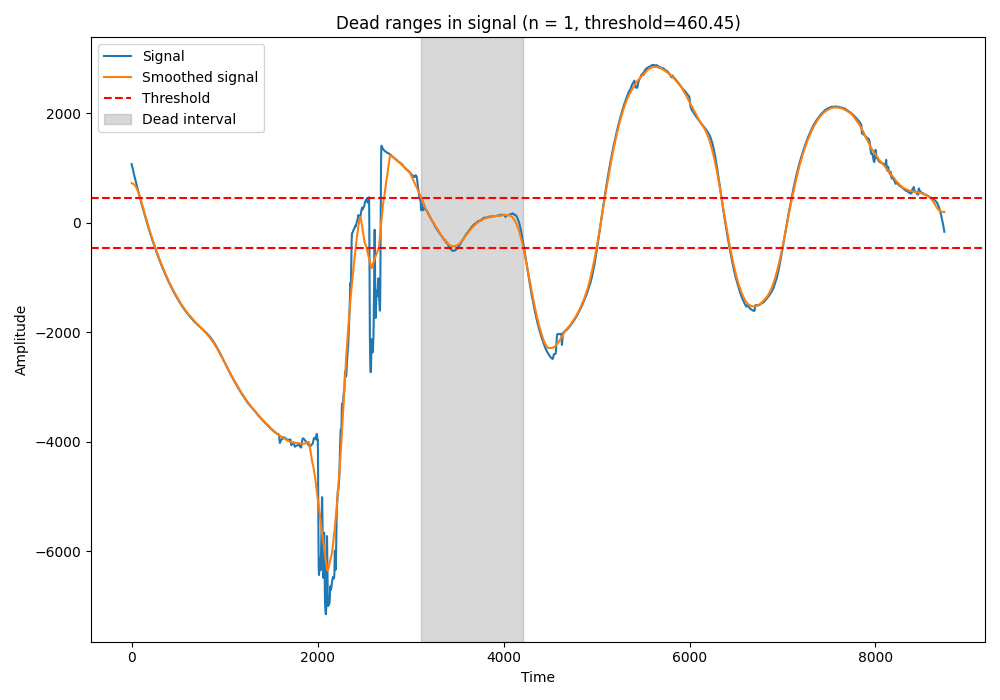 Dead ranges in signal (n = 1, threshold=460.45)
Signal
Smoothed signal
Threshold
Dead interval
2000
0
−2000
−4000
−6000
Amplitude
0
2000
4000
6000
8000
Time